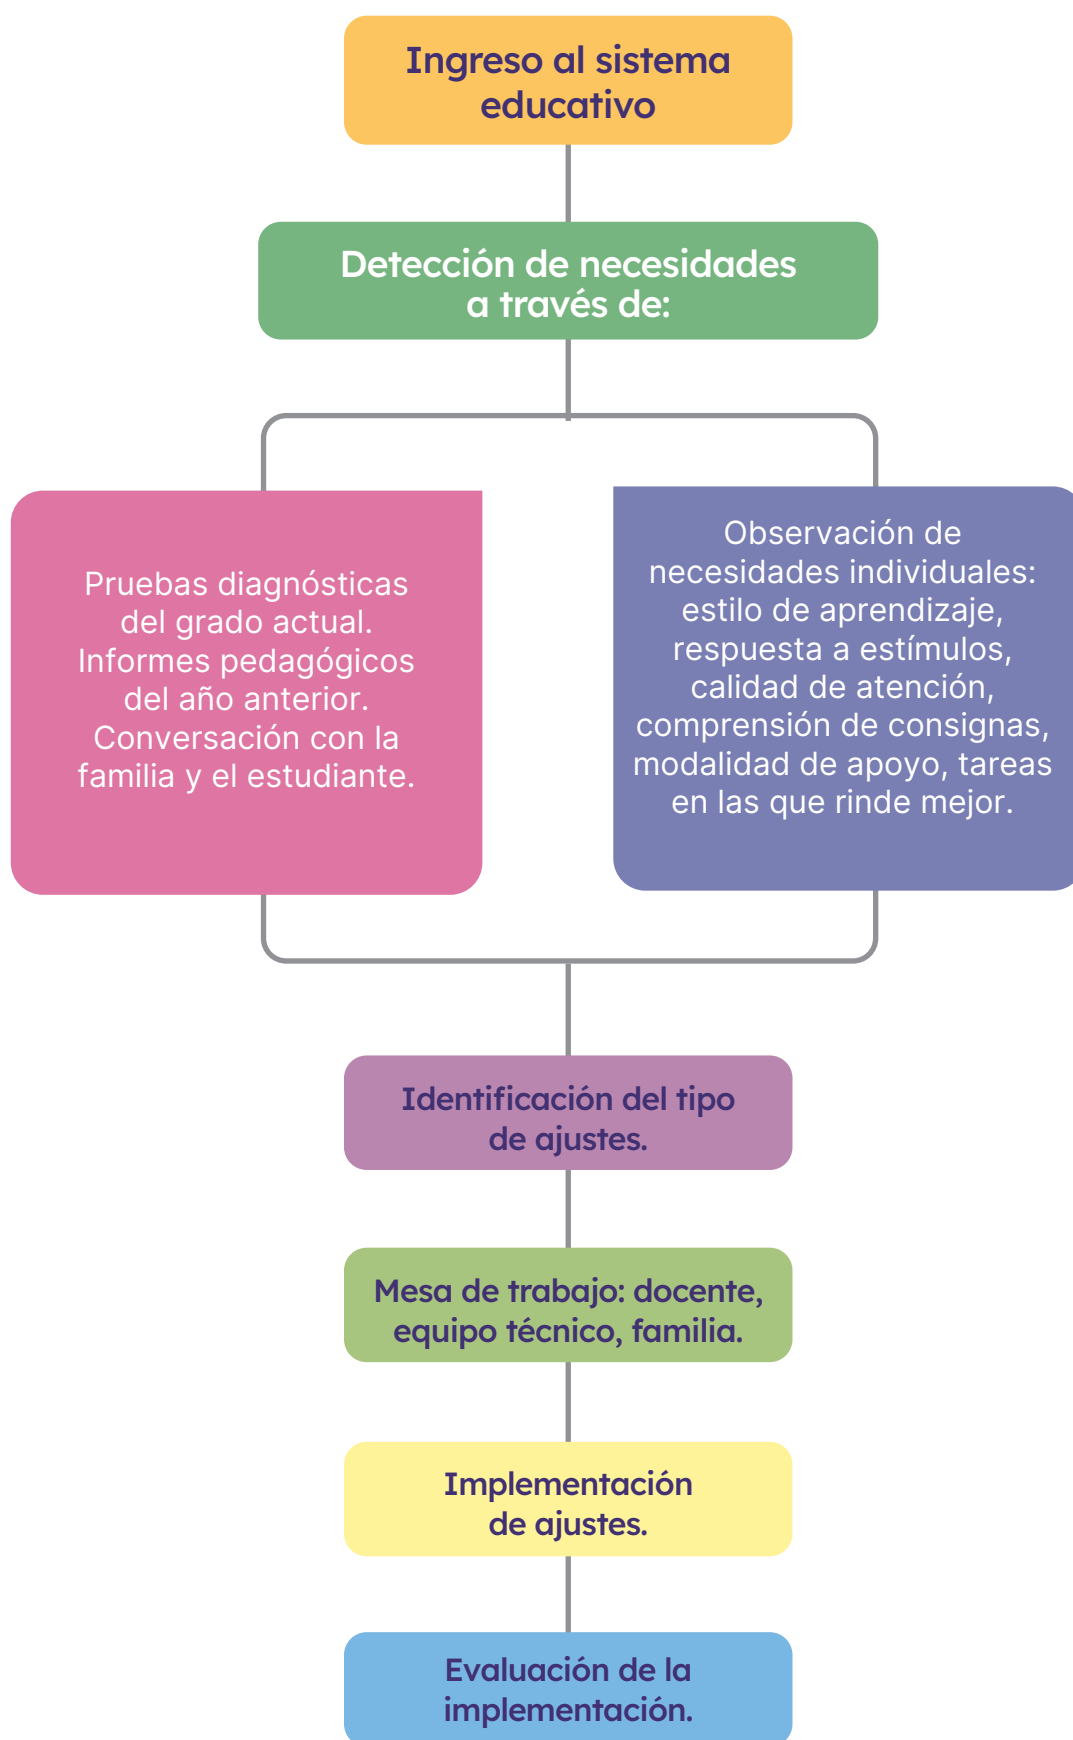 Ingreso al sistema
educativo
Detección de necesidades
a través de:
Pruebas diagnósticas
del grado actual.
Informes pedagógicos
del año anterior.
Conversación con la
familia y el estudiante.
Observación de
necesidades individuales:
estilo de aprendizaje,
respuesta a estímulos,
calidad de atención,
comprensión de consignas,
modalidad de apoyo, tareas
en las que rinde mejor.
Identificación del tipo
de ajustes.
Mesa de trabajo: docente,
equipo técnico, familia.
Implementación
de ajustes.
Evaluación de la
implementación.